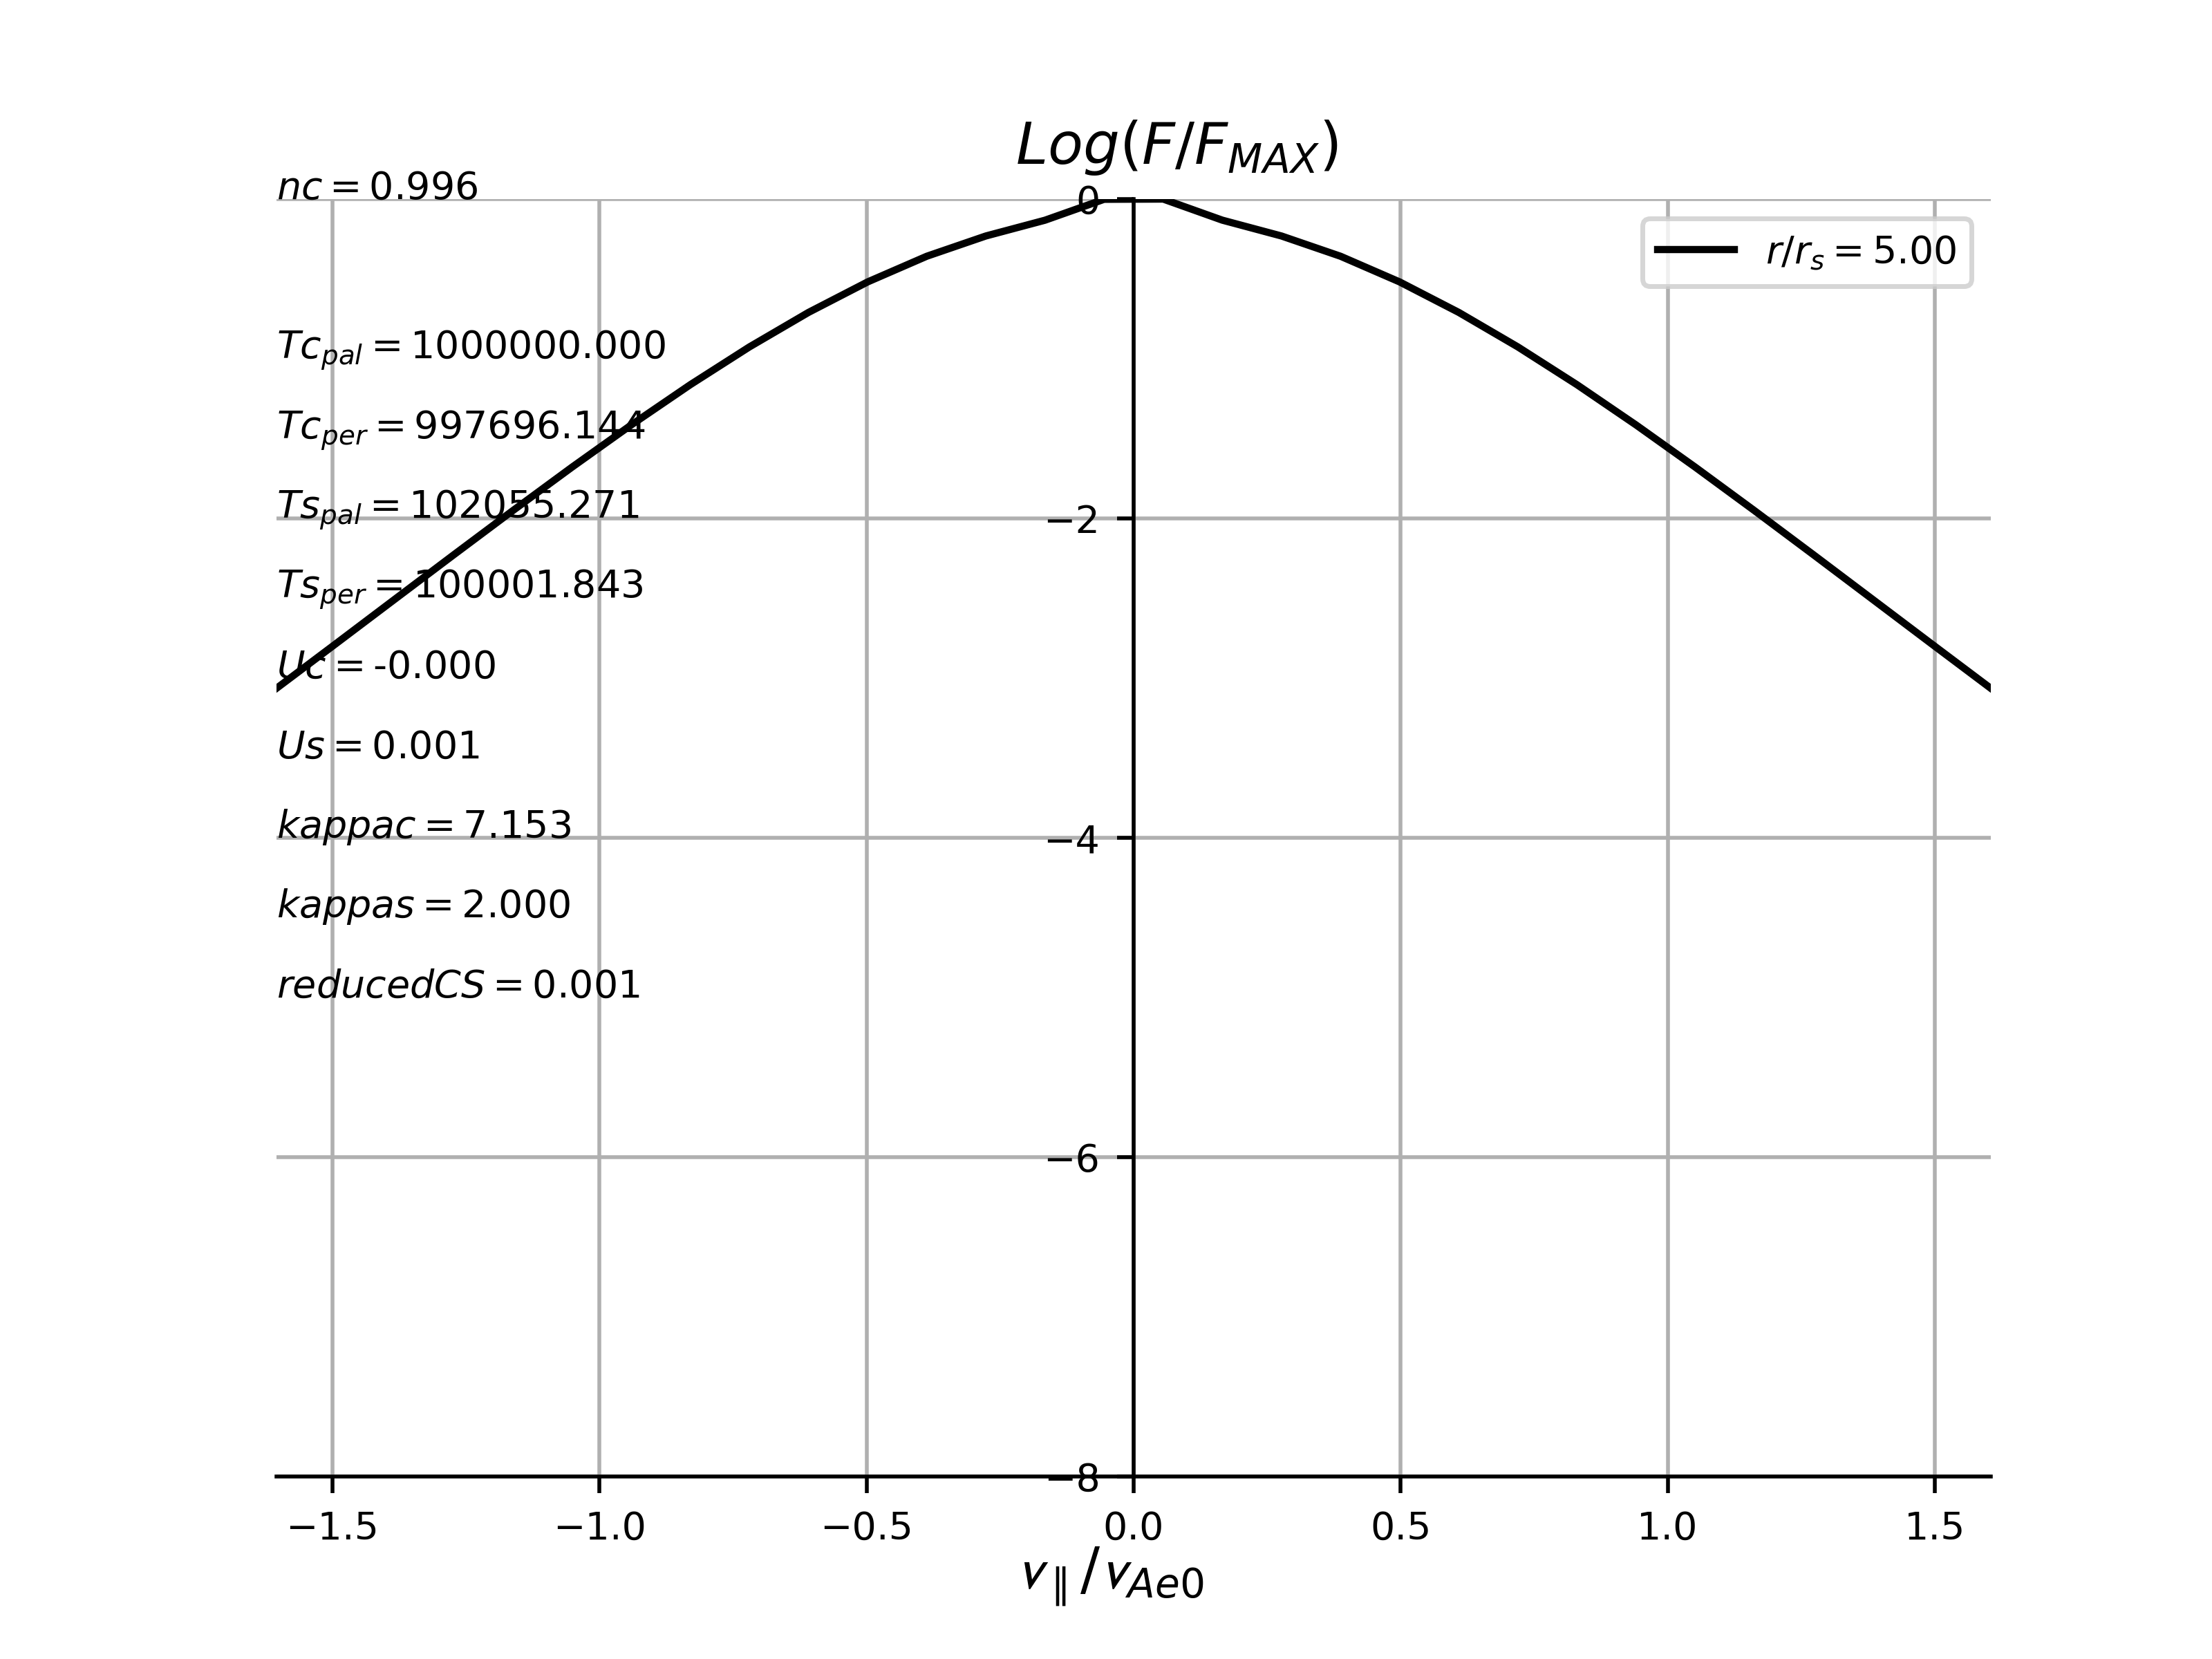 Log(F/F_MAX)
nc = 0.996
0
r/r_s = 5.00
Tc_pal = 1000000.000
Tc_per = 997696.144
Ts_pal = 102055.271
−2
Ts_per = 100001.843
Uc = -0.000
Us = 0.001
kappac = 7.153
−4
kappas = 2.000
reducedCS = 0.001
−6
−8
−1.5 −1.0 −0.5 0.0 0.5 1.0 1.5
v_∥/v_Ae0